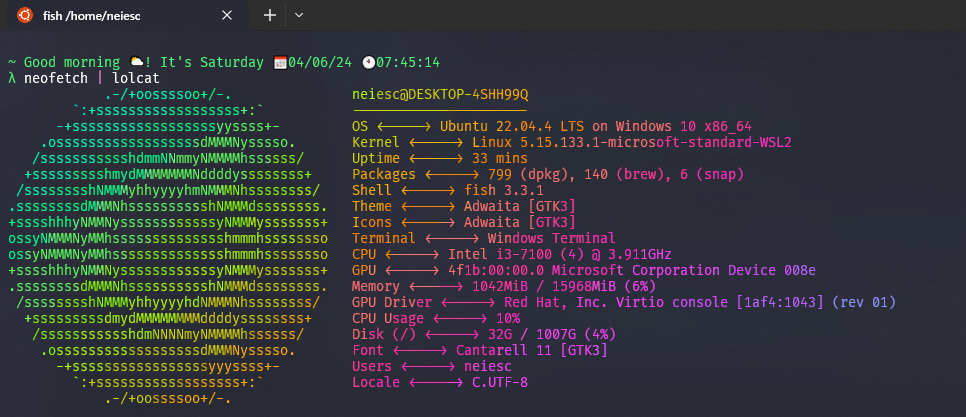 fish /home/neiesc
~ Good morning ⛅! It's Saturday 📅04/06/24 🕙07:45:14
λ neofetch | lolcat
.-/+oossssoo+/-.
`:+ssssssssssssssssss+:`
-+ssssssssssssssssssyyssss+-
.ossssssssssssssssssdMMMNysssso.
/ssssssssssshdmmNNmmyNMMMMhssssss/
+ssssssssshmydMMMMMMMNddddyssssssss+
/sssssssshNMMMyhhyyyyhmNMMMNhssssssss/
.ssssssssdMMMNhsssssssssshNMMMdssssssss.
+sssshhhyNMMNyssssssssssssyNMMMysssssss+
ossyNMMMNyMMhsssssssssssssshmmmhssssssso
ossyNMMMNyMMhsssssssssssssshmmmhssssssso
+sssshhhyNMMNyssssssssssssyNMMMysssssss+
.ssssssssdMMMNhsssssssssshNMMMdssssssss.
/sssssssshNMMMyhhyyyyhdNMMMNhssssssss/
+sssssssssdmydMMMMMMMMddddyssssssss+
/ssssssssssshdmNNNNmyNMMMMhssssss/
.ossssssssssssssssssdMMMNysssso.
-+sssssssssssssssssyyyssss+-
`:+ssssssssssssssssss+:`
.-/+oossssoo+/-.
neiesc@DESKTOP-4SHH99Q
----------------------
OS <-----> Ubuntu 22.04.4 LTS on Windows 10 x86_64
Kernel <-----> Linux 5.15.133.1-microsoft-standard-WSL2
Uptime <-----> 33 mins
Packages <-----> 799 (dpkg), 140 (brew), 6 (snap)
Shell <-----> fish 3.3.1
Theme <-----> Adwaita [GTK3]
Icons <-----> Adwaita [GTK3]
Terminal <-----> Windows Terminal
CPU <-----> Intel i3-7100 (4) @ 3.911GHz
GPU <-----> 4f1b:00:00.0 Microsoft Corporation Device 008e
Memory <-----> 1042MiB / 15968MiB (6%)
GPU Driver <-----> Red Hat, Inc. Virtio console [1af4:1043] (rev 01)
CPU Usage <-----> 10%
Disk (/) <-----> 32G / 1007G (4%)
Font <-----> Cantarell 11 [GTK3]
Users <-----> neiesc
Locale <-----> C.UTF-8